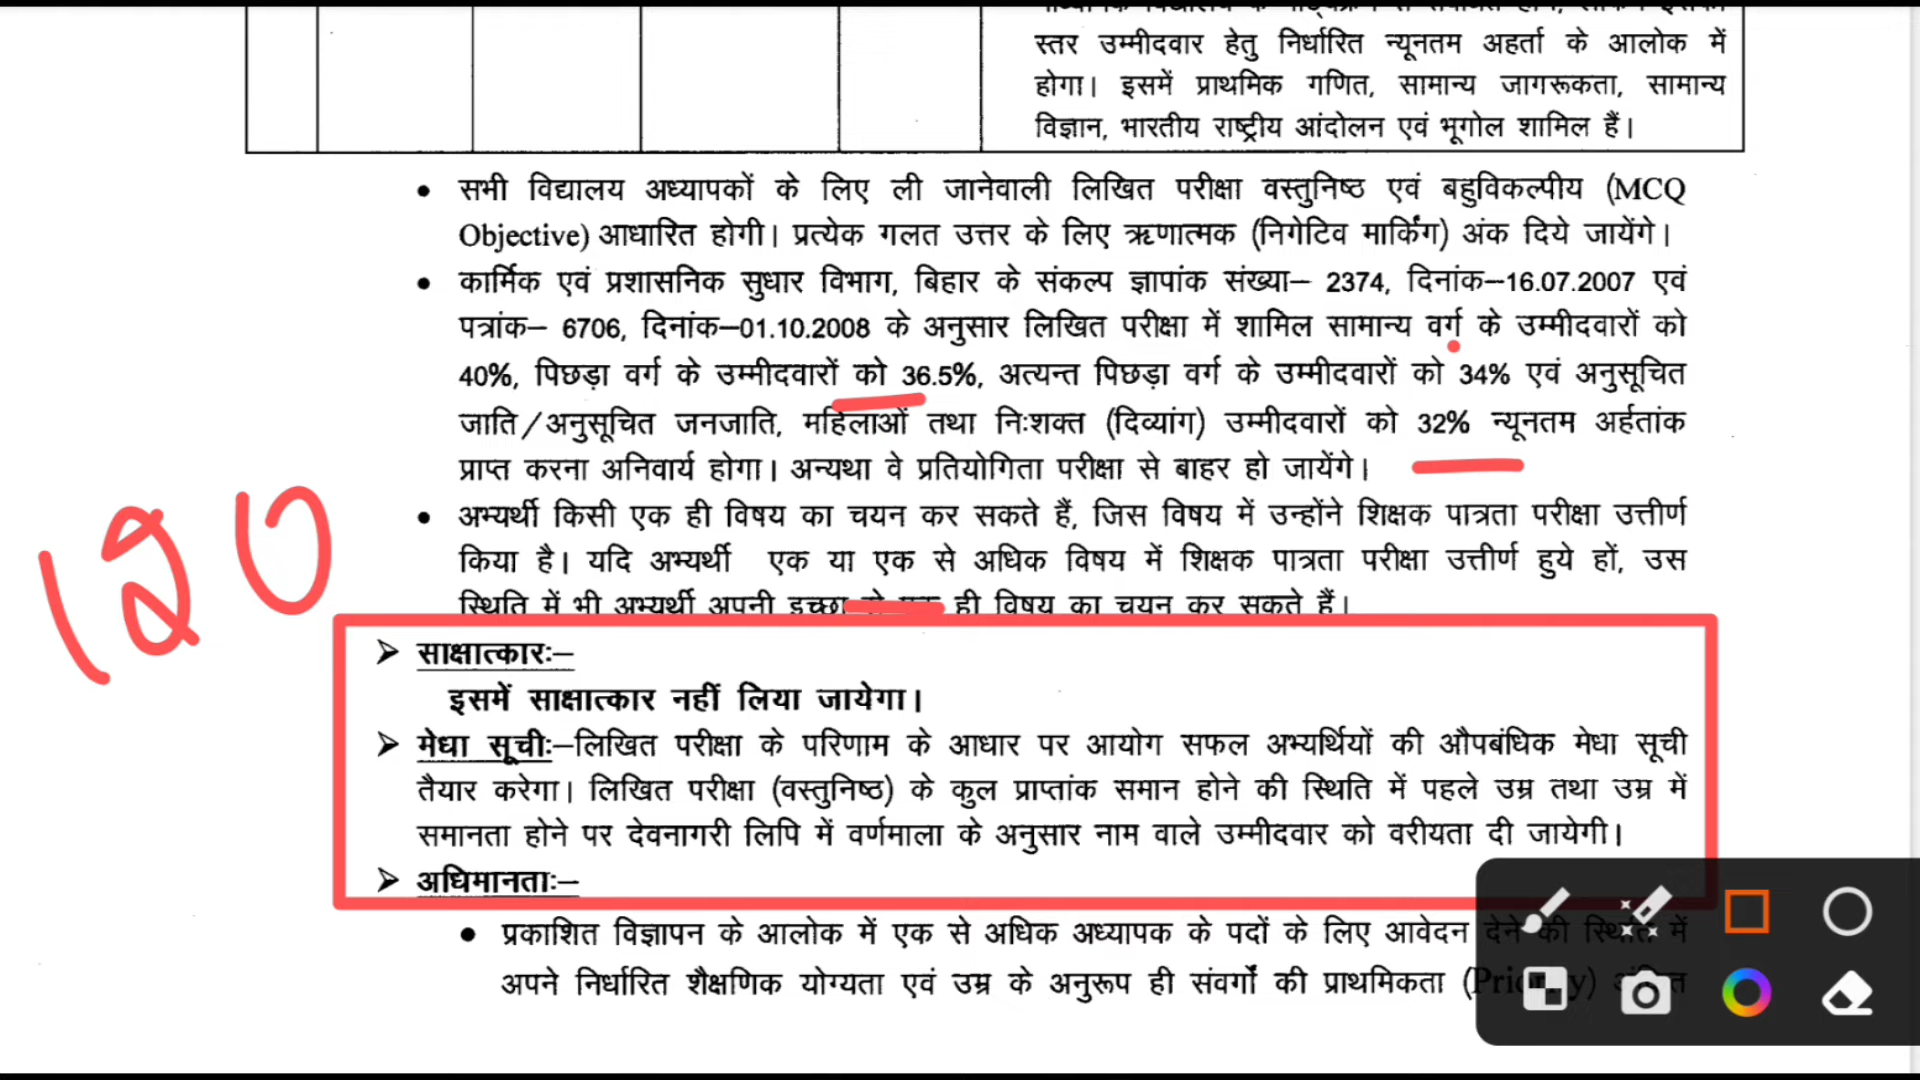 स्तर उम्मीदवार हेतु निर्धारित न्यूनतम अहर्ता के आलोक में
होगा। इसमें प्राथमिक गणित, सामान्य जागरूकता, सामान्य
विज्ञान, भारतीय राष्ट्रीय आंदोलन एवं भूगोल शामिल हैं।
• सभी विद्यालय अध्यापकों के लिए ली जानेवाली लिखित परीक्षा वस्तुनिष्ठ एवं बहुविकल्पीय (MCQ
Objective) आधारित होगी। प्रत्येक गलत उत्तर के लिए ऋणात्मक (निगेटिव मार्किंग) अंक दिये जायेंगे।
• कार्मिक एवं प्रशासनिक सुधार विभाग, बिहार के संकल्प ज्ञापांक संख्या– 2374, दिनांक–16.07.2007 एवं
पत्रांक– 6706, दिनांक–01.10.2008 के अनुसार लिखित परीक्षा में शामिल सामान्य वर्ग के उम्मीदवारों को
40%, पिछड़ा वर्ग के उम्मीदवारों को 36.5%, अत्यन्त पिछड़ा वर्ग के उम्मीदवारों को 34% एवं अनुसूचित
जाति/अनुसूचित जनजाति, महिलाओं तथा निःशक्त (दिव्यांग) उम्मीदवारों को 32% न्यूनतम अर्हतांक
प्राप्त करना अनिवार्य होगा। अन्यथा वे प्रतियोगिता परीक्षा से बाहर हो जायेंगे।
120
• अभ्यर्थी किसी एक ही विषय का चयन कर सकते हैं, जिस विषय में उन्होंने शिक्षक पात्रता परीक्षा उत्तीर्ण
किया है। यदि अभ्यर्थी एक या एक से अधिक विषय में शिक्षक पात्रता परीक्षा उत्तीर्ण हुये हों, उस
स्थिति में भी अभ्यर्थी अपनी इच्छा से एक ही विषय का चयन कर सकते हैं।
➢ साक्षात्कारः–
इसमें साक्षात्कार नहीं लिया जायेगा।
➢ मेधा सूचीः–लिखित परीक्षा के परिणाम के आधार पर आयोग सफल अभ्यर्थियों की औपबंधिक मेधा सूची
तैयार करेगा। लिखित परीक्षा (वस्तुनिष्ठ) के कुल प्राप्तांक समान होने की स्थिति में पहले उम्र तथा उम्र में
समानता होने पर देवनागरी लिपि में वर्णमाला के अनुसार नाम वाले उम्मीदवार को वरीयता दी जायेगी।
➢ अधिमानताः–
• प्रकाशित विज्ञापन के आलोक में एक से अधिक अध्यापक के पदों के लिए आवेदन देने की स्थिति में
अपने निर्धारित शैक्षणिक योग्यता एवं उम्र के अनुरूप ही संवर्गों की प्राथमिकता (Priority) अंकित